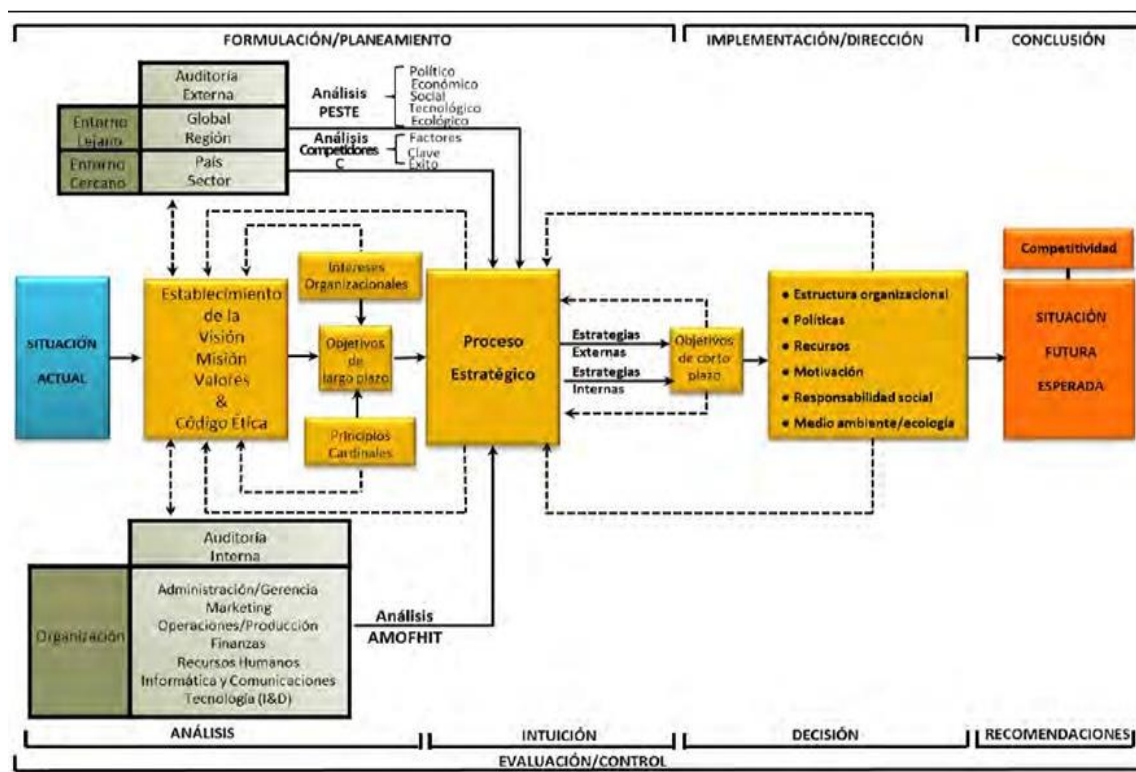 FORMULACIÓN/PLANEAMIENTO
IMPLEMENTACIÓN/DIRECCIÓN
CONCLUSIÓN
Auditoría
Externa
Entorno
Lejano
Global
Región
Entorno
Cercano
País
Sector
Análisis
PESTE
Político
Económico
Social
Tecnológico
Ecológico
Análisis
Competidores
C
Factores
Clave
Éxito
SITUACIÓN
ACTUAL
Establecimiento
de la
Visión
Misión
Valores
&
Código Ética
Intereses
Organizacionales
Objetivos
de
largo plazo
Principios
Cardinales
Proceso
Estratégico
Estrategias
Externas
Estrategias
Internas
Objetivos
de corto
plazo
● Estructura organizacional
● Políticas
● Recursos
● Motivación
● Responsabilidad social
● Medio ambiente/ecología
Competitividad
SITUACIÓN
FUTURA
ESPERADA
Auditoría
Interna
Organización
Administración/Gerencia
Marketing
Operaciones/Producción
Finanzas
Recursos Humanos
Informática y Comunicaciones
Tecnología (I&D)
Análisis
AMOFHIT
ANÁLISIS
INTUICIÓN
DECISIÓN
RECOMENDACIONES
EVALUACIÓN/CONTROL